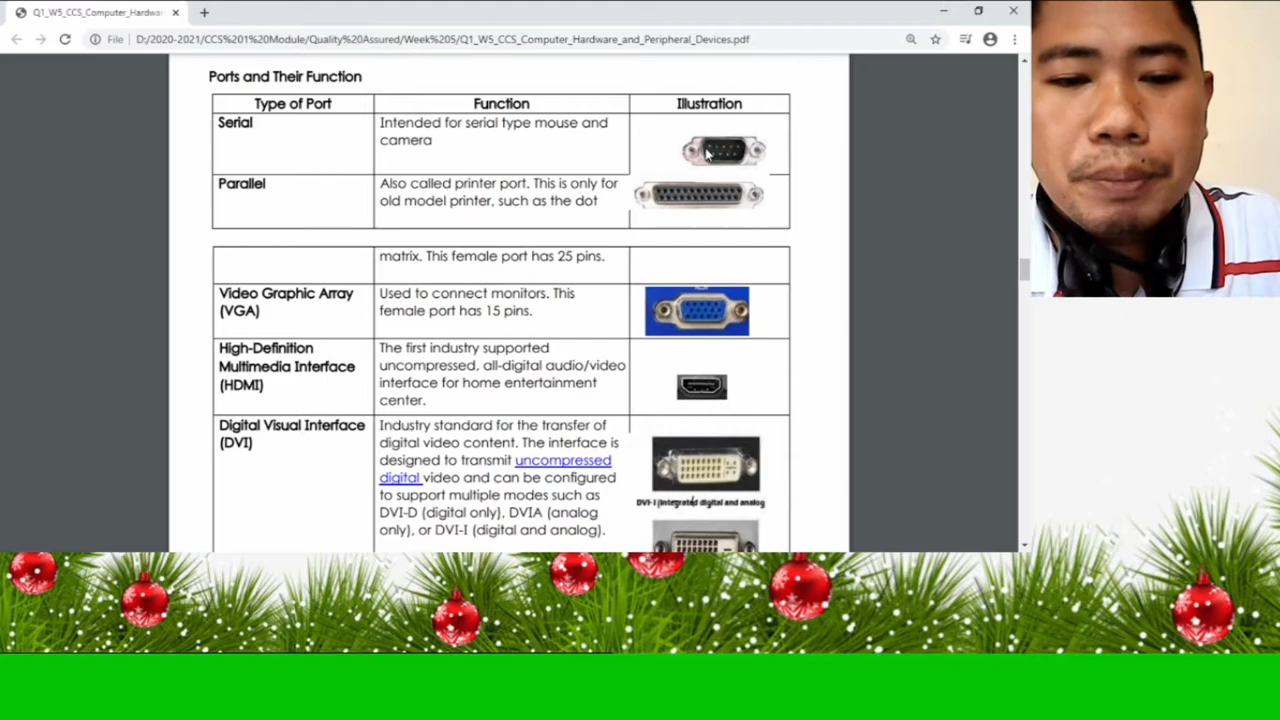 Q1_W5_CCS_Computer_Hardwar
File
D:/2020-2021/CCS%201%20Module/Quality%20Assured/Week%205/Q1_W5_CCS_Computer_Hardware_and_Peripheral_Devices.pdf
Ports and Their Function
Type of Port
Function
Illustration
Serial
Intended for serial type mouse and
camera
Parallel
Also called printer port. This is only for
old model printer, such as the dot
matrix. This female port has 25 pins.
Video Graphic Array
(VGA)
Used to connect monitors. This
female port has 15 pins.
High-Definition
Multimedia Interface
(HDMI)
The first industry supported
uncompressed, all-digital audio/video
interface for home entertainment
center.
Digital Visual Interface
(DVI)
Industry standard for the transfer of
digital video content. The interface is
designed to transmit uncompressed
digital video and can be configured
to support multiple modes such as
DVI-D (digital only), DVIA (analog
only), or DVI-I (digital and analog).
DVI-I (Integrated digital and analog